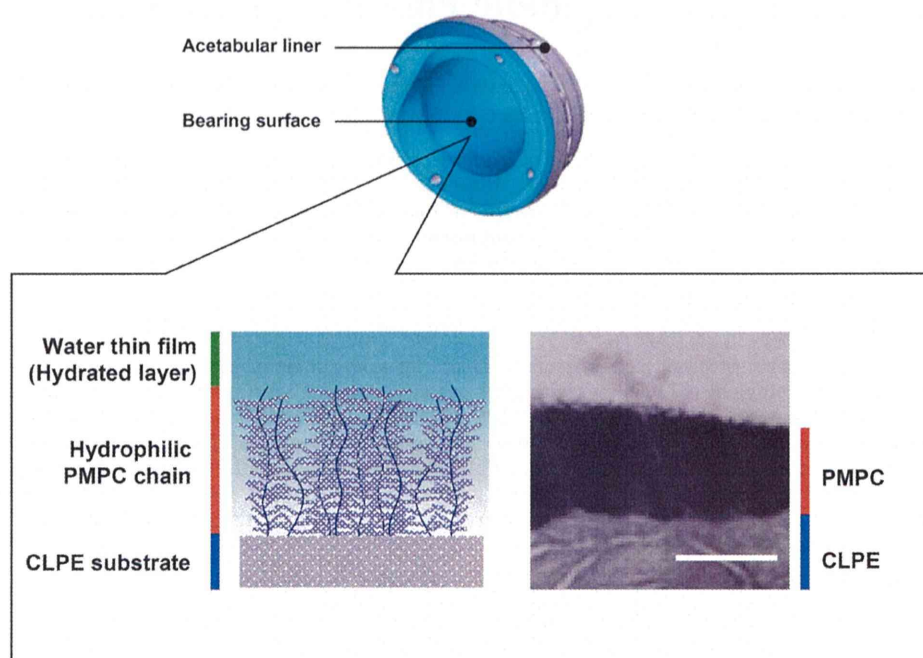 Acetabular liner
Bearing surface
Water thin film
(Hydrated layer)
Hydrophilic
PMPC chain
CLPE substrate
PMPC
CLPE